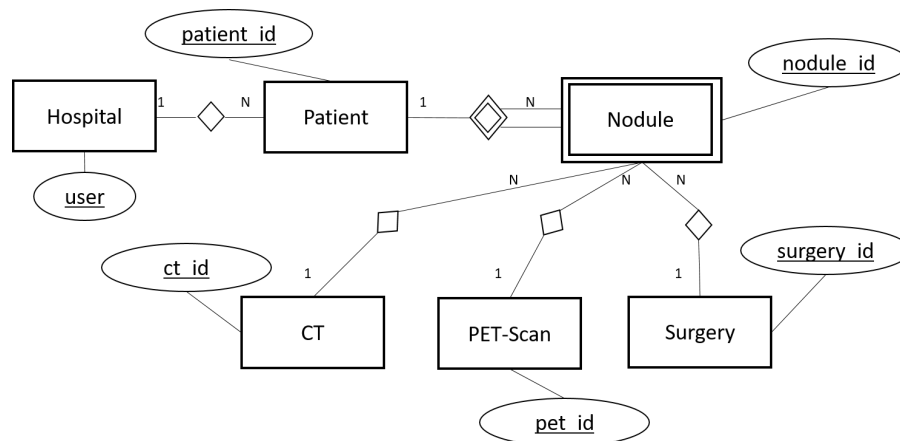 patient_id
nodule_id
Hospital
1
N
Patient
1
N
Nodule
user
N
N
N
ct_id
1
1
1
surgery_id
CT
PET-Scan
Surgery
pet_id